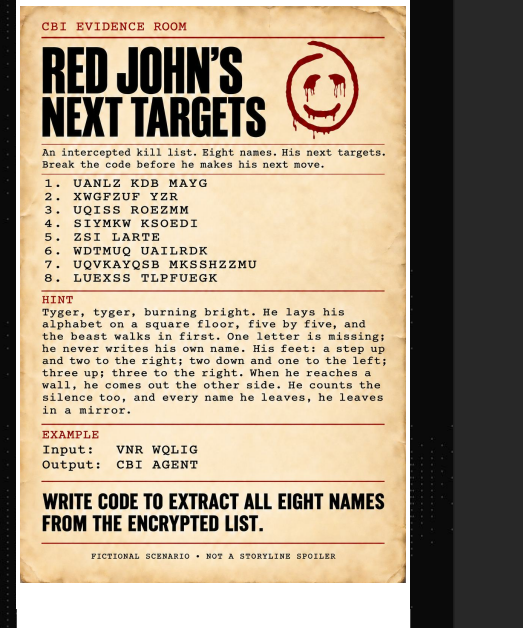 CBI EVIDENCE ROOM
RED JOHN'S
NEXT TARGETS
An intercepted kill list. Eight names. His next targets.
Break the code before he makes his next move.
1. UANLZ KDB MAYG
2. XWGFZUF YZR
3. UQISS ROEZMM
4. SIYMKW KSOEDI
5. ZSI LARTE
6. WDTMUQ UAILRDK
7. UQVKAYQSB MKSSHZZMU
8. LUEXSS TLPFUEGK
HINT
Tyger, tyger, burning bright. He lays his
alphabet on a square floor, five by five, and
the beast walks in first. One letter is missing;
he never writes his own name. His feet: a step up
and two to the right; two down and one to the left;
three up; three to the right. When he reaches a
wall, he comes out the other side. He counts the
silence too, and every name he leaves, he leaves
in a mirror.
EXAMPLE
Input: VNR WQLIG
Output: CBI AGENT
WRITE CODE TO EXTRACT ALL EIGHT NAMES
FROM THE ENCRYPTED LIST.
FICTIONAL SCENARIO • NOT A STORYLINE SPOILER